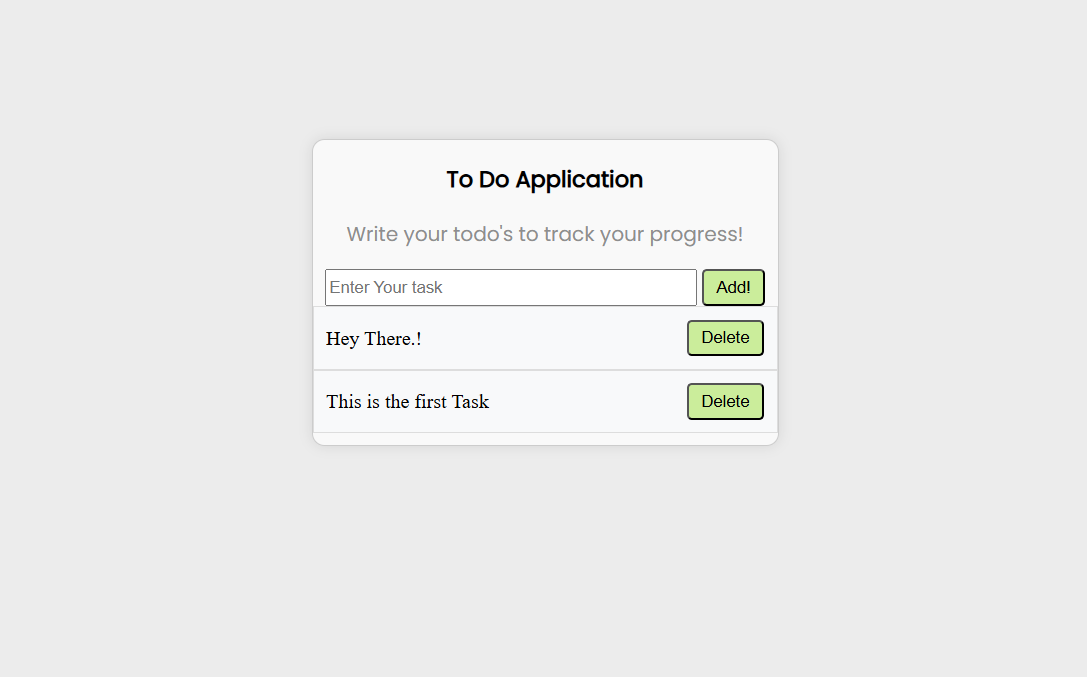 To Do Application
Write your todo's to track your progress!
Enter Your task Add!
Hey There.! Delete
This is the first Task Delete